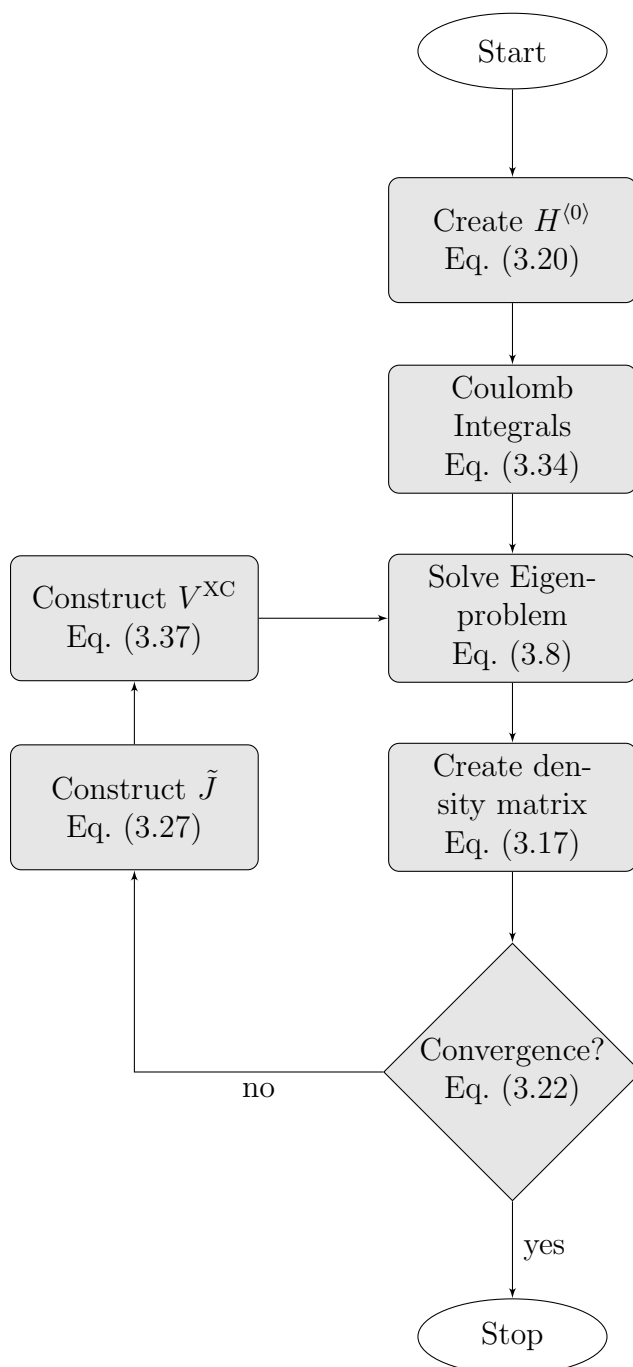 Start
Create H⟨0⟩
Eq. (3.20)
Coulomb
Integrals
Eq. (3.34)
Solve Eigen-
problem
Eq. (3.8)
Create den-
sity matrix
Eq. (3.17)
Convergence?
Eq. (3.22)
no
Construct J̃
Eq. (3.27)
Construct V^XC
Eq. (3.37)
yes
Stop